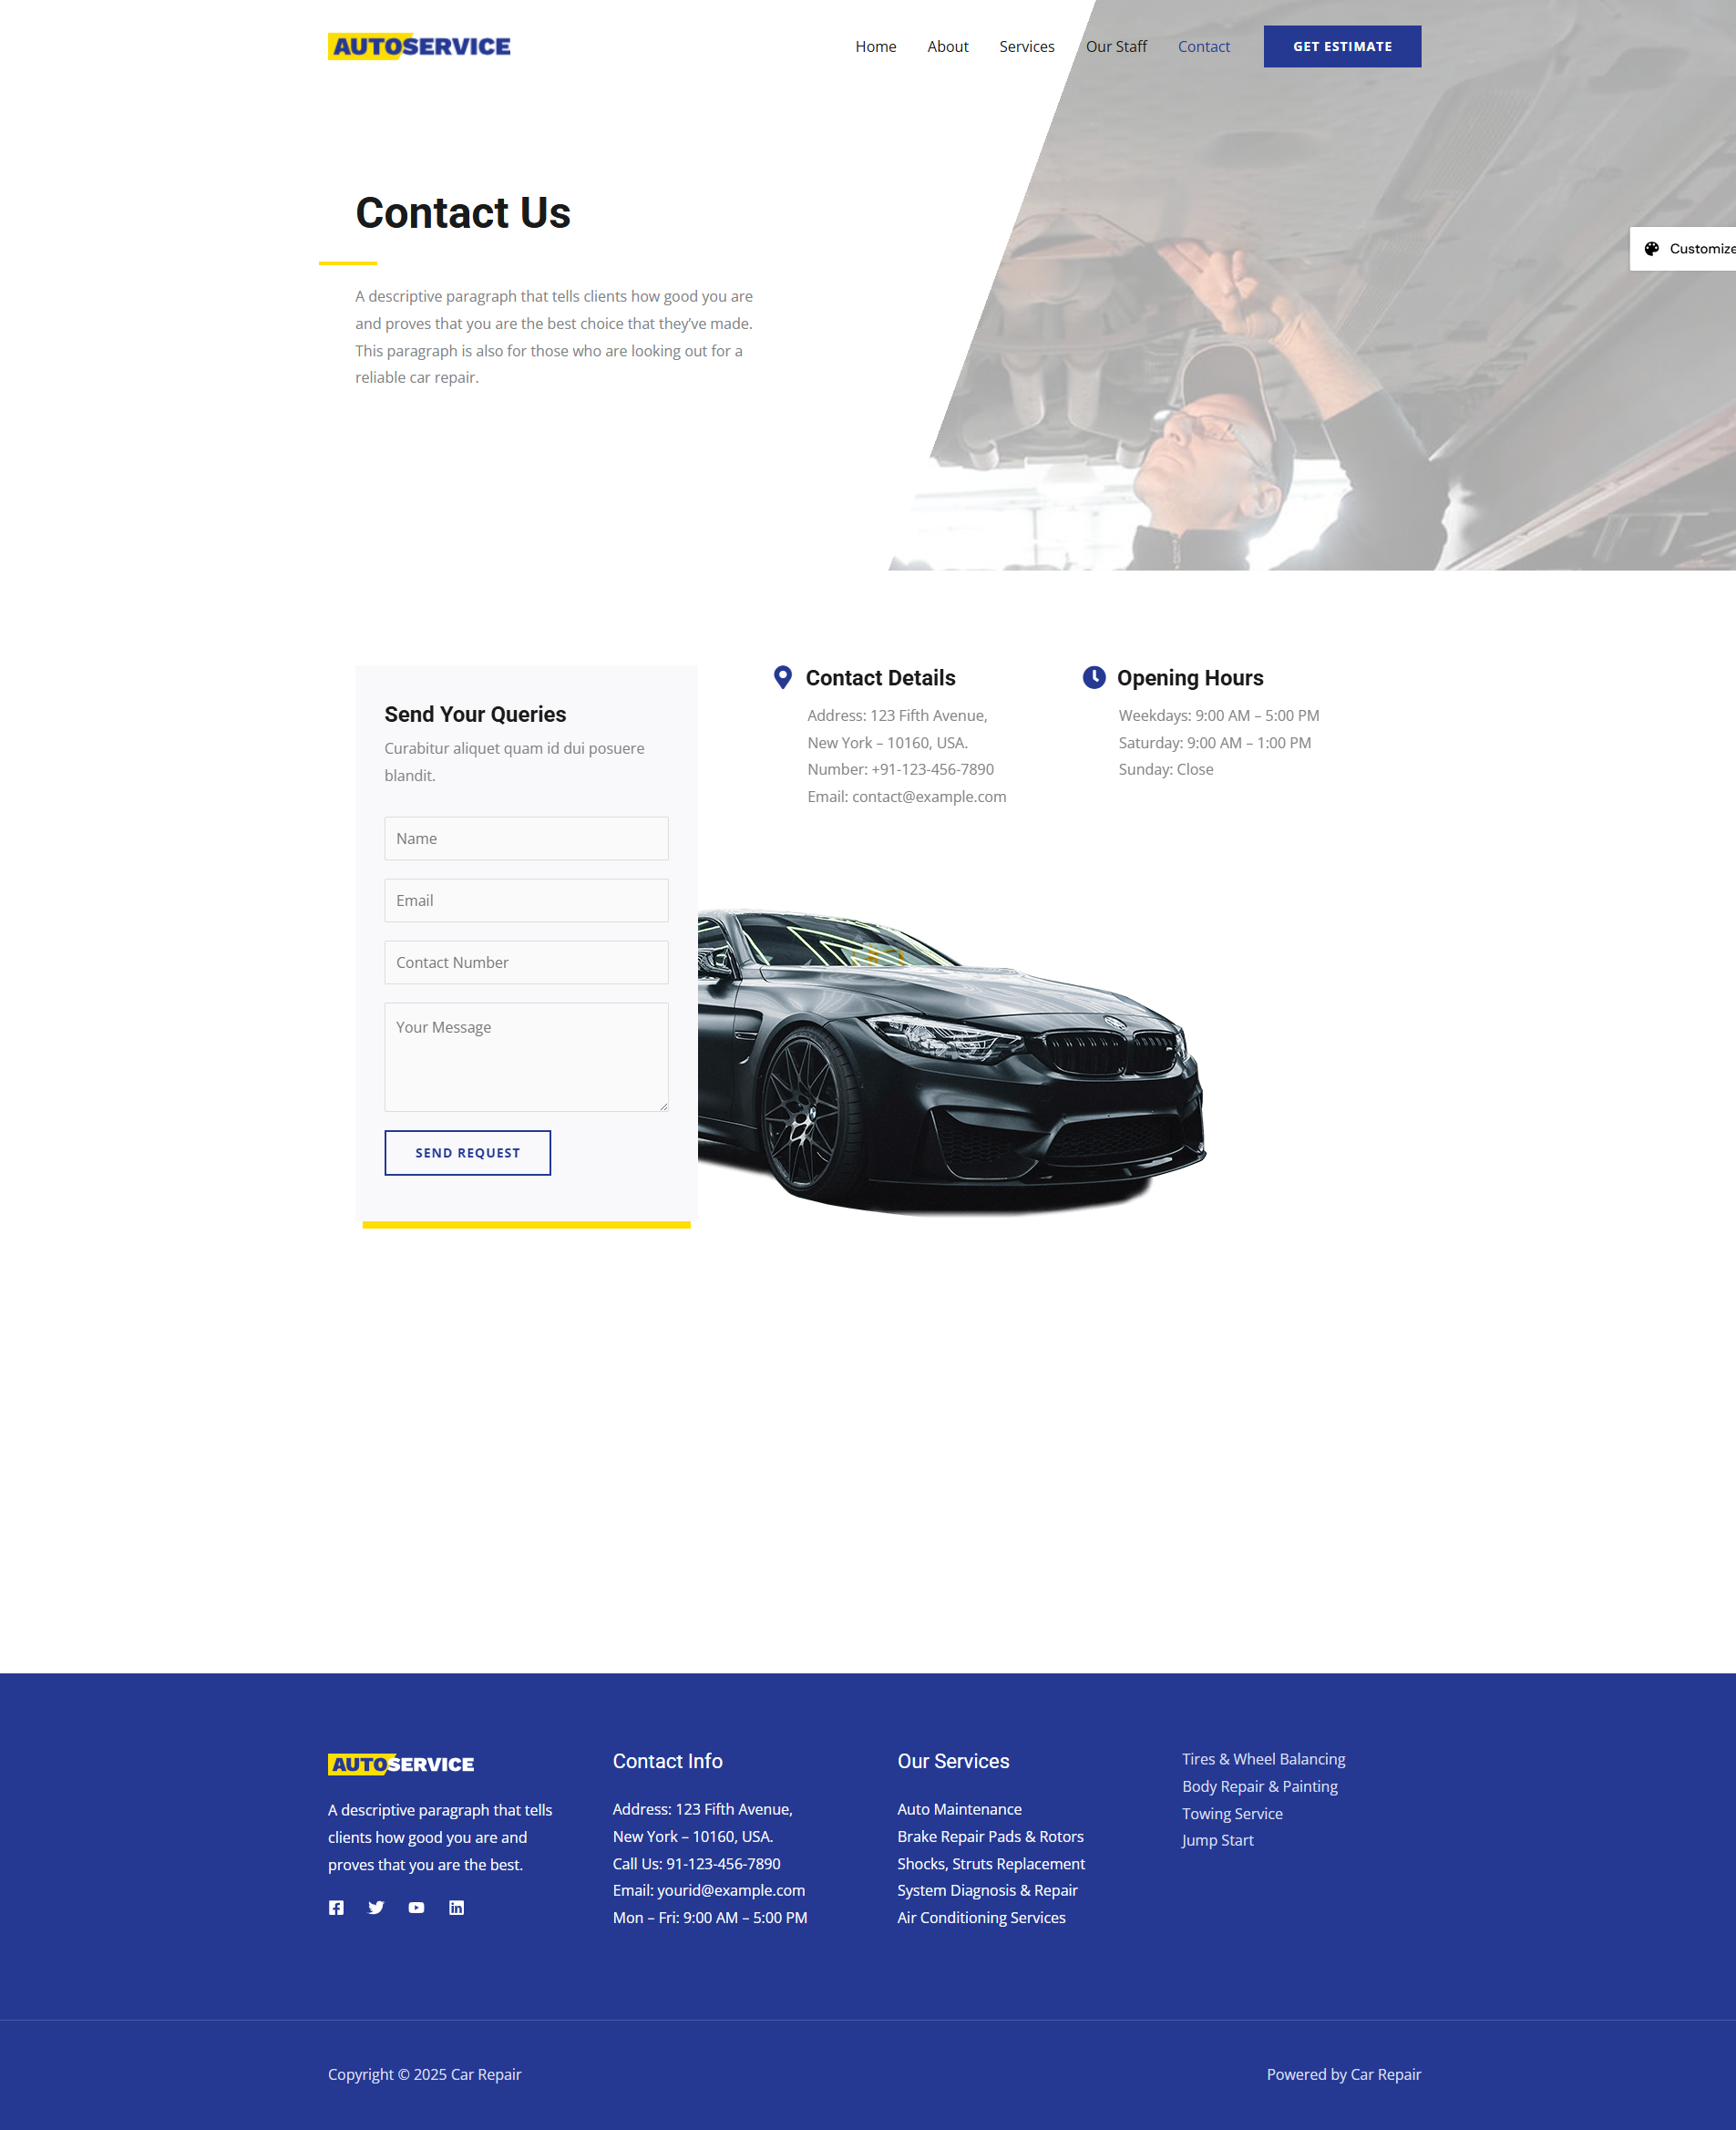 AUTOSERVICE
Home About Services Our Staff Contact GET ESTIMATE
Contact Us
Customize
A descriptive paragraph that tells clients how good you are
and proves that you are the best choice that they’ve made.
This paragraph is also for those who are looking out for a
reliable car repair.
Send Your Queries
Curabitur aliquet quam id dui posuere
blandit.
Name
Email
Contact Number
Your Message
SEND REQUEST
Contact Details
Address: 123 Fifth Avenue,
New York – 10160, USA.
Number: +91-123-456-7890
Email: contact@example.com
Opening Hours
Weekdays: 9:00 AM – 5:00 PM
Saturday: 9:00 AM – 1:00 PM
Sunday: Close
AUTOSERVICE
A descriptive paragraph that tells
clients how good you are and
proves that you are the best.
Contact Info
Address: 123 Fifth Avenue,
New York – 10160, USA.
Call Us: 91-123-456-7890
Email: yourid@example.com
Mon – Fri: 9:00 AM – 5:00 PM
Our Services
Auto Maintenance
Brake Repair Pads & Rotors
Shocks, Struts Replacement
System Diagnosis & Repair
Air Conditioning Services
Tires & Wheel Balancing
Body Repair & Painting
Towing Service
Jump Start
Copyright © 2025 Car Repair
Powered by Car Repair